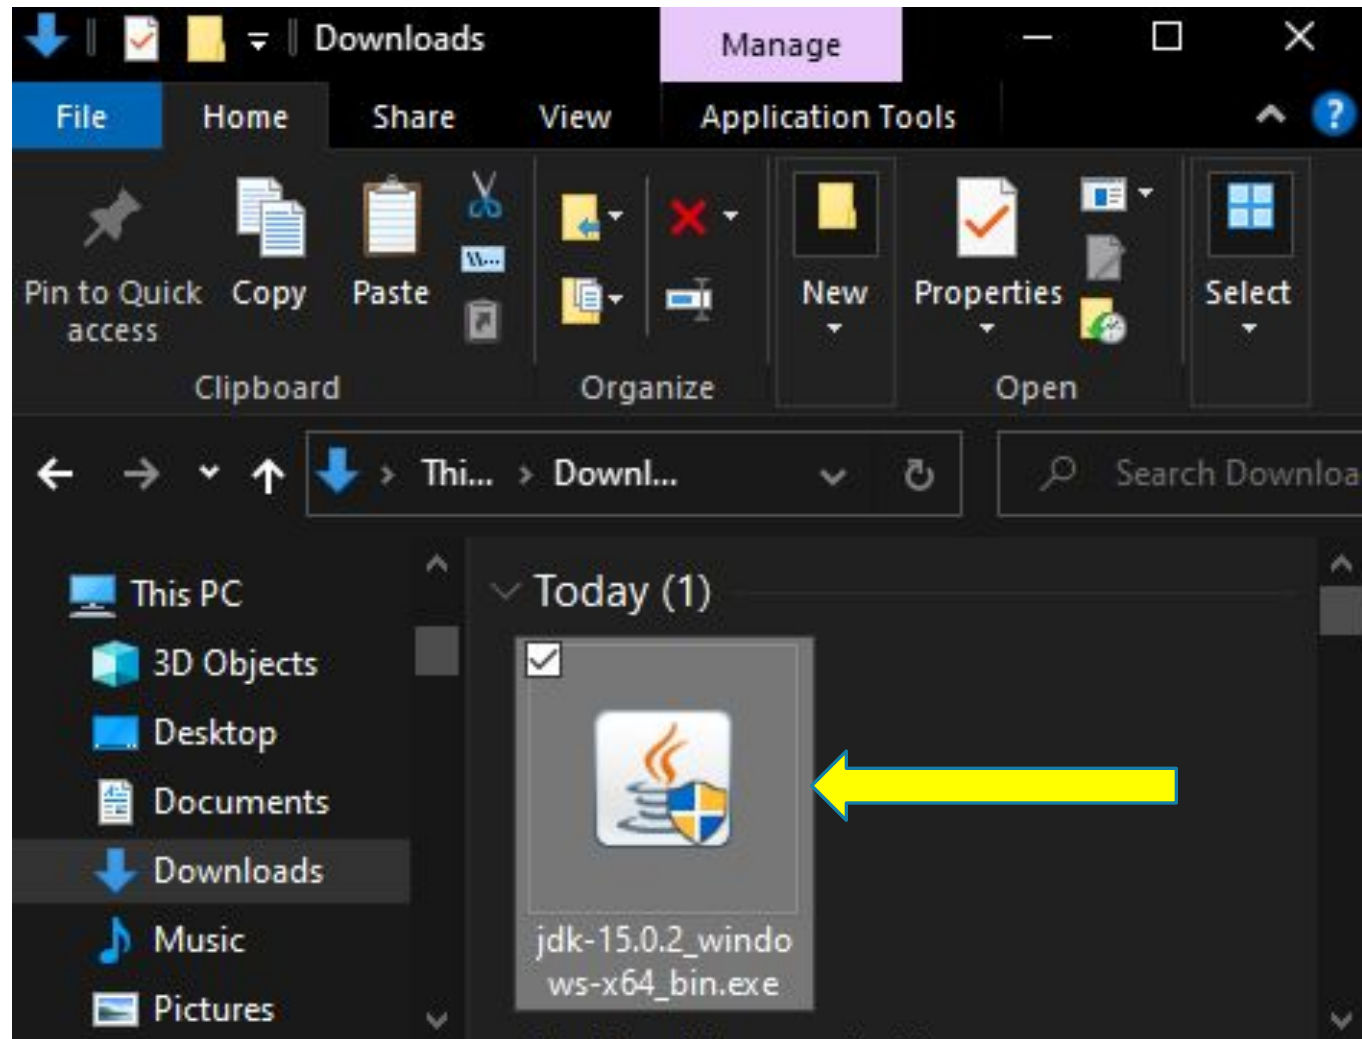 Downloads
Manage
File
Home
Share
View
Application Tools
?
Pin to Quick
access
Copy
Paste
New
Properties
Select
Clipboard
Organize
Open
Thi... > Downl...
Search Downloa
This PC
3D Objects
Desktop
Documents
Downloads
Music
Pictures
Today (1)
jdk-15.0.2_windo
ws-x64_bin.exe